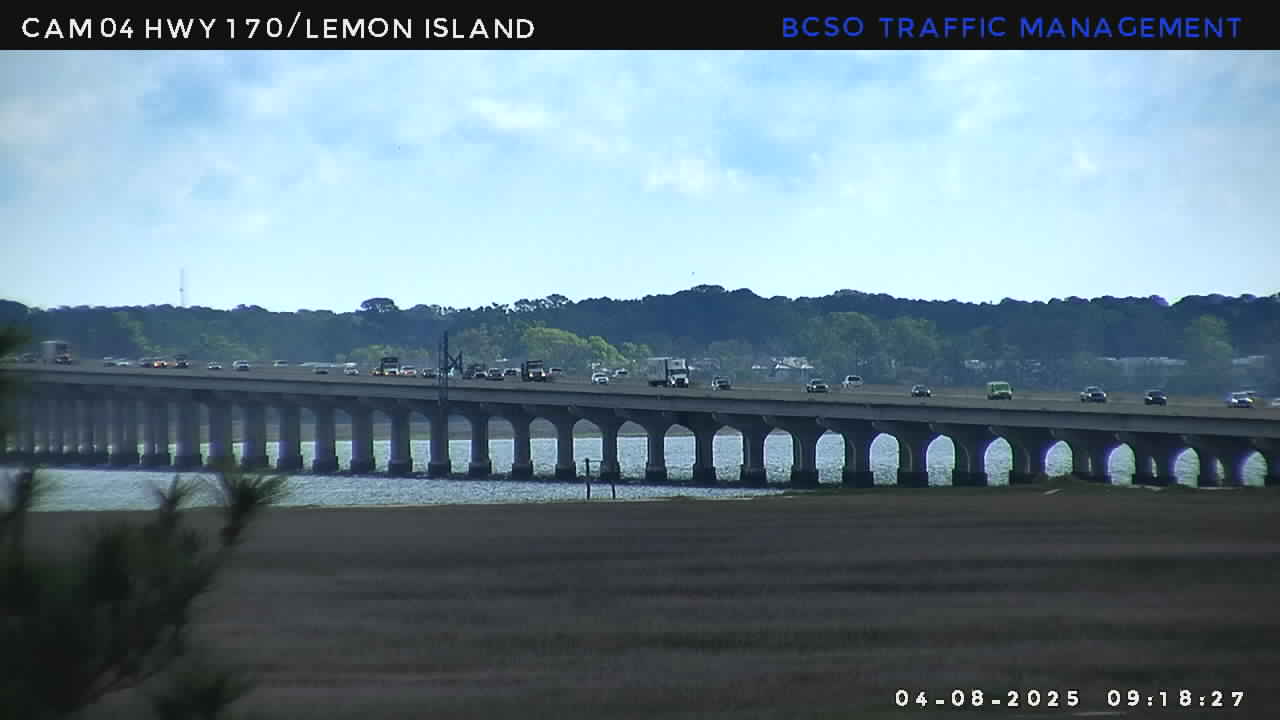 CAM04 HWY 170/LEMON ISLAND
BCSO TRAFFIC MANAGEMENT
04-08-2025 09:18:27